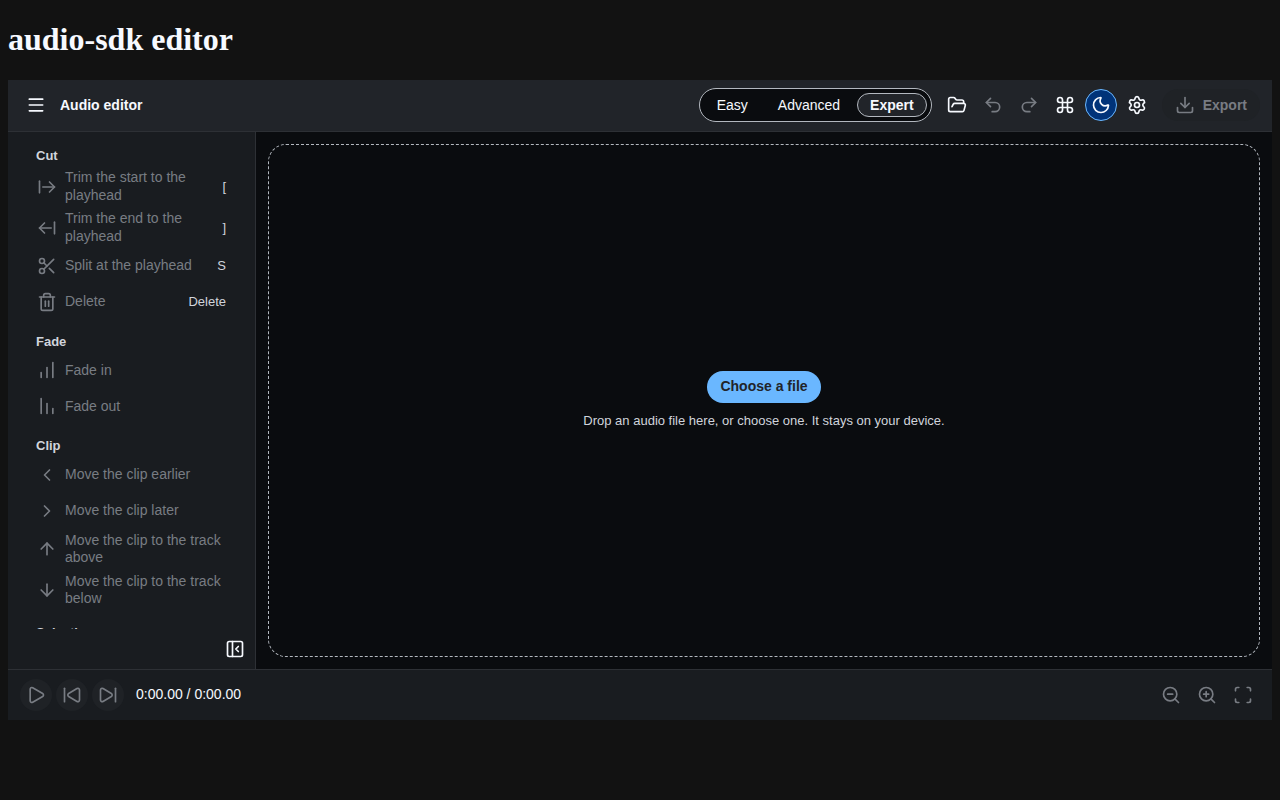 audio-sdk editor
Audio editor
Easy Advanced Expert
Export
Cut
Trim the start to the
playhead [
Trim the end to the
playhead ]
Split at the playhead S
Delete Delete
Fade
Fade in
Fade out
Clip
Move the clip earlier
Move the clip later
Move the clip to the track
above
Move the clip to the track
below
Choose a file
Drop an audio file here, or choose one. It stays on your device.
0:00.00 / 0:00.00